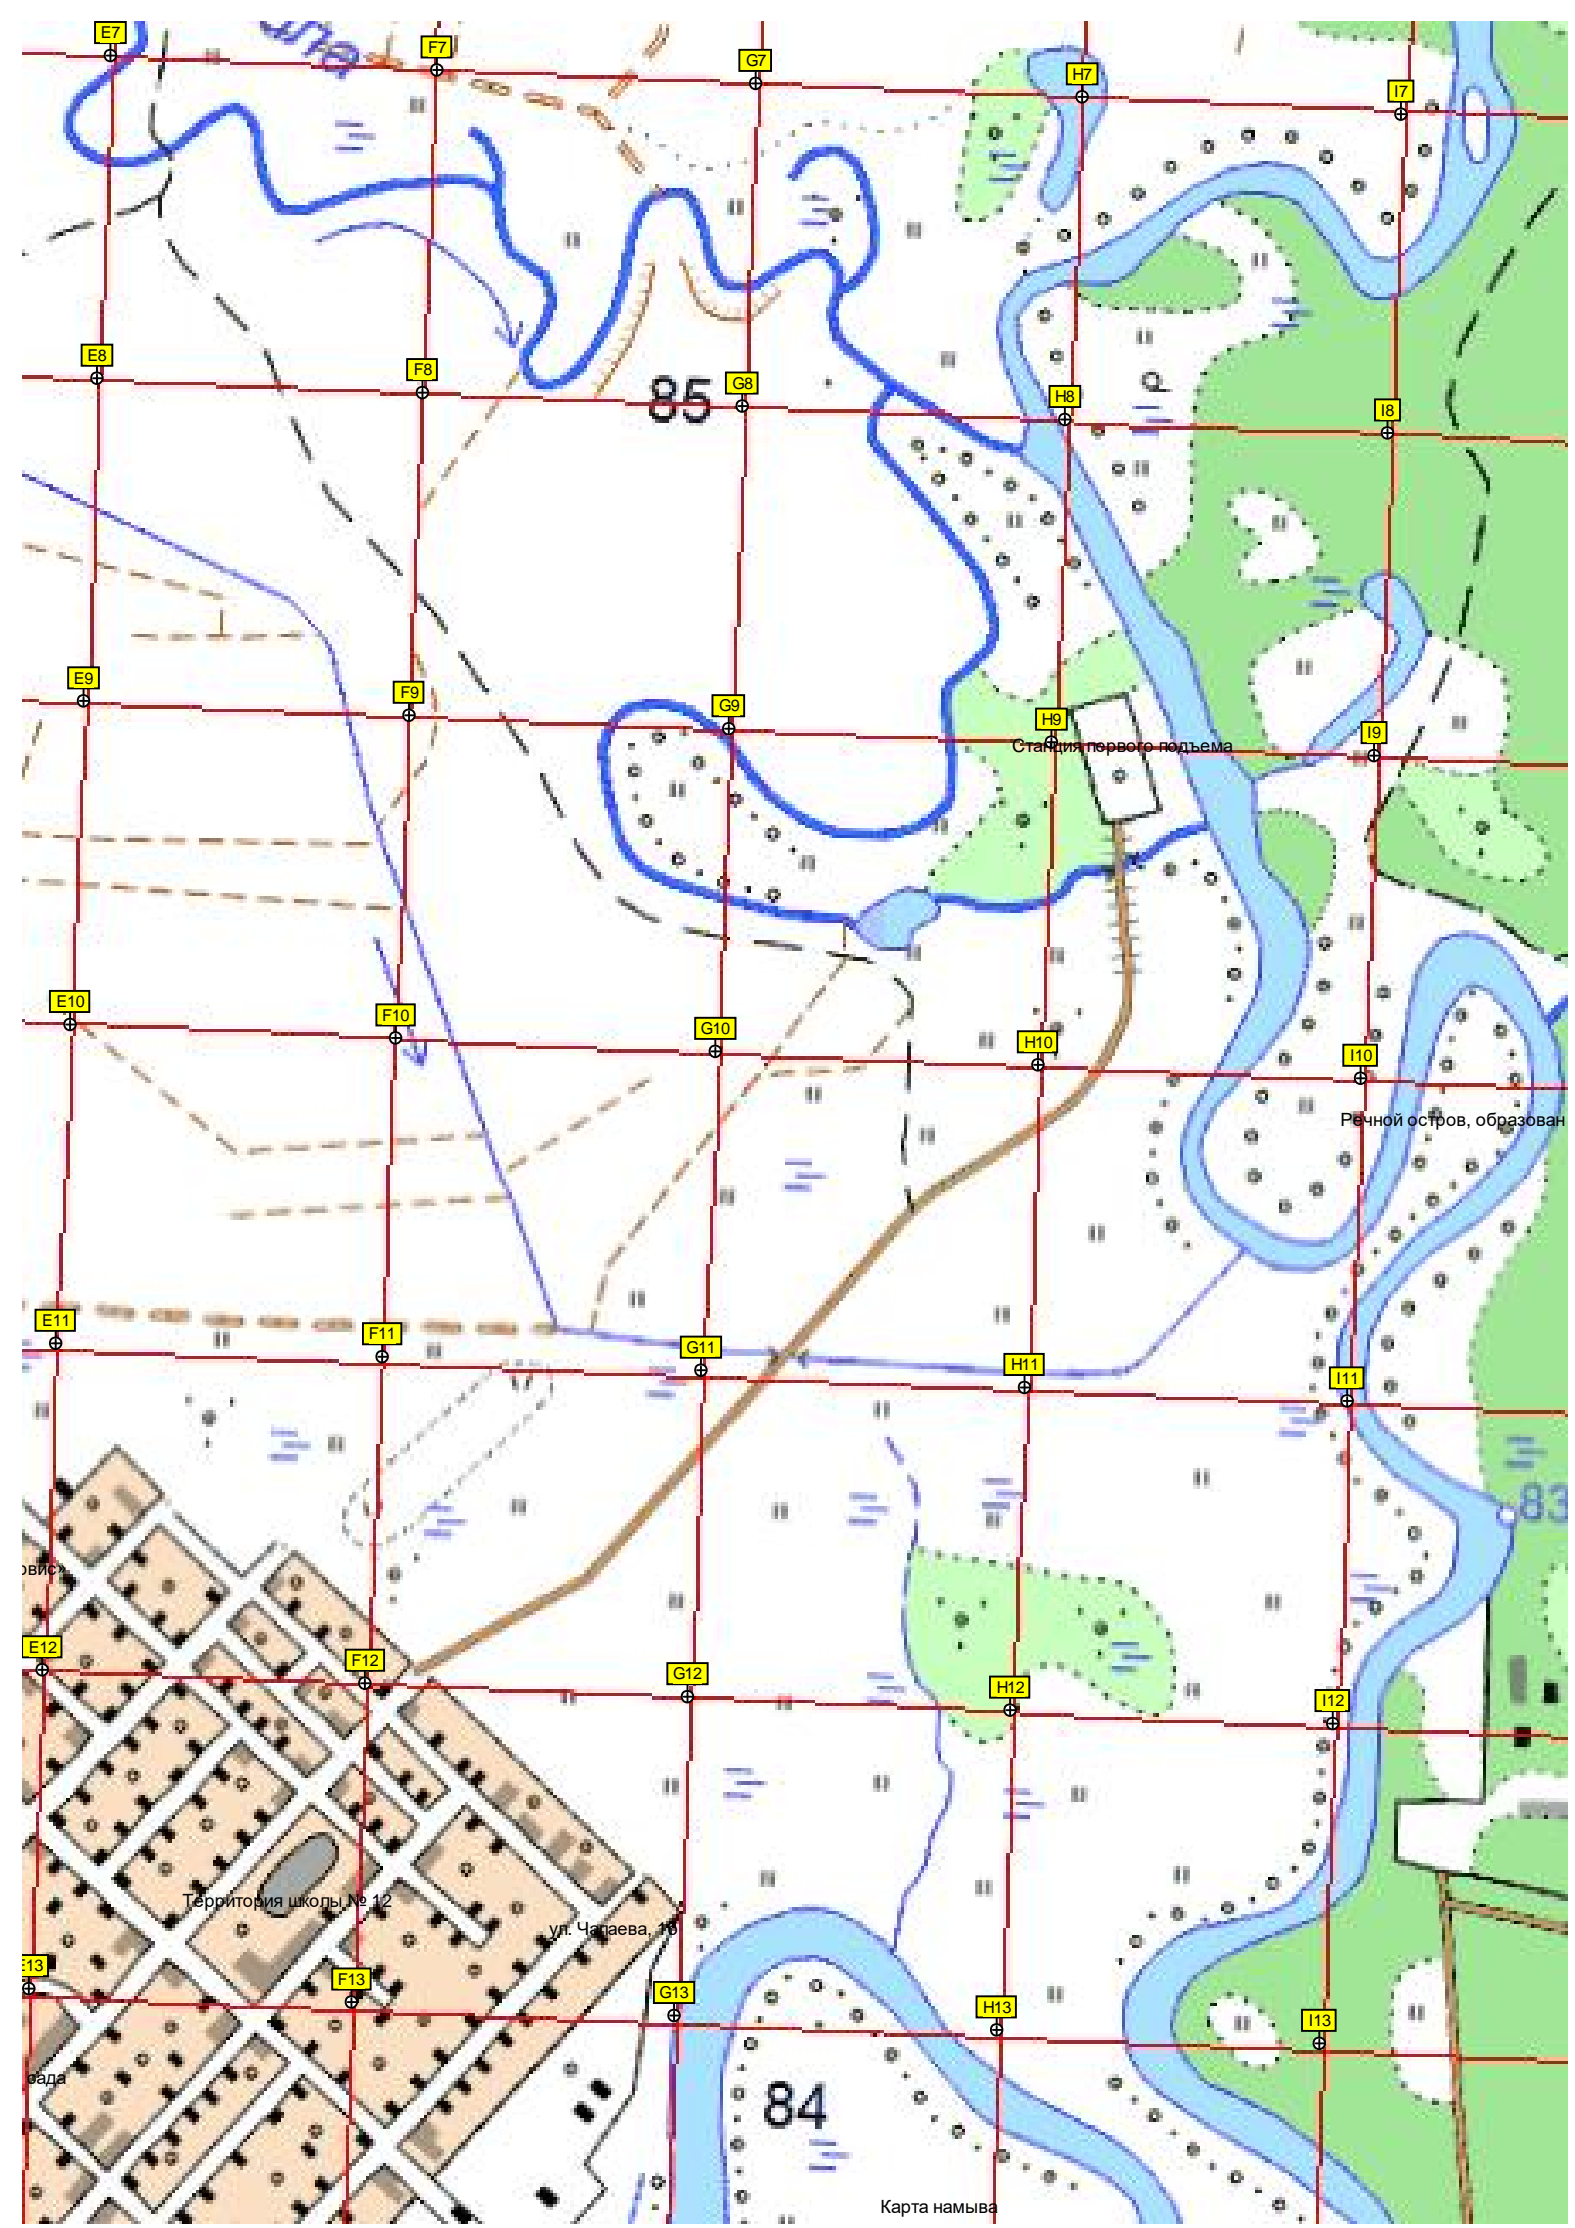 E7
F7
G7
H7
I7
E8
F8
G8
H8
I8
85
E9
F9
G9
H9
I9
Станция первого подъема
E10
F10
G10
H10
I10
Речной остров, образован
E11
F11
G11
H11
I11
83
E12
F12
G12
H12
I12
Территория школы № 12
ул. Чапаева,
E13
F13
G13
H13
I13
84
Карта намыва